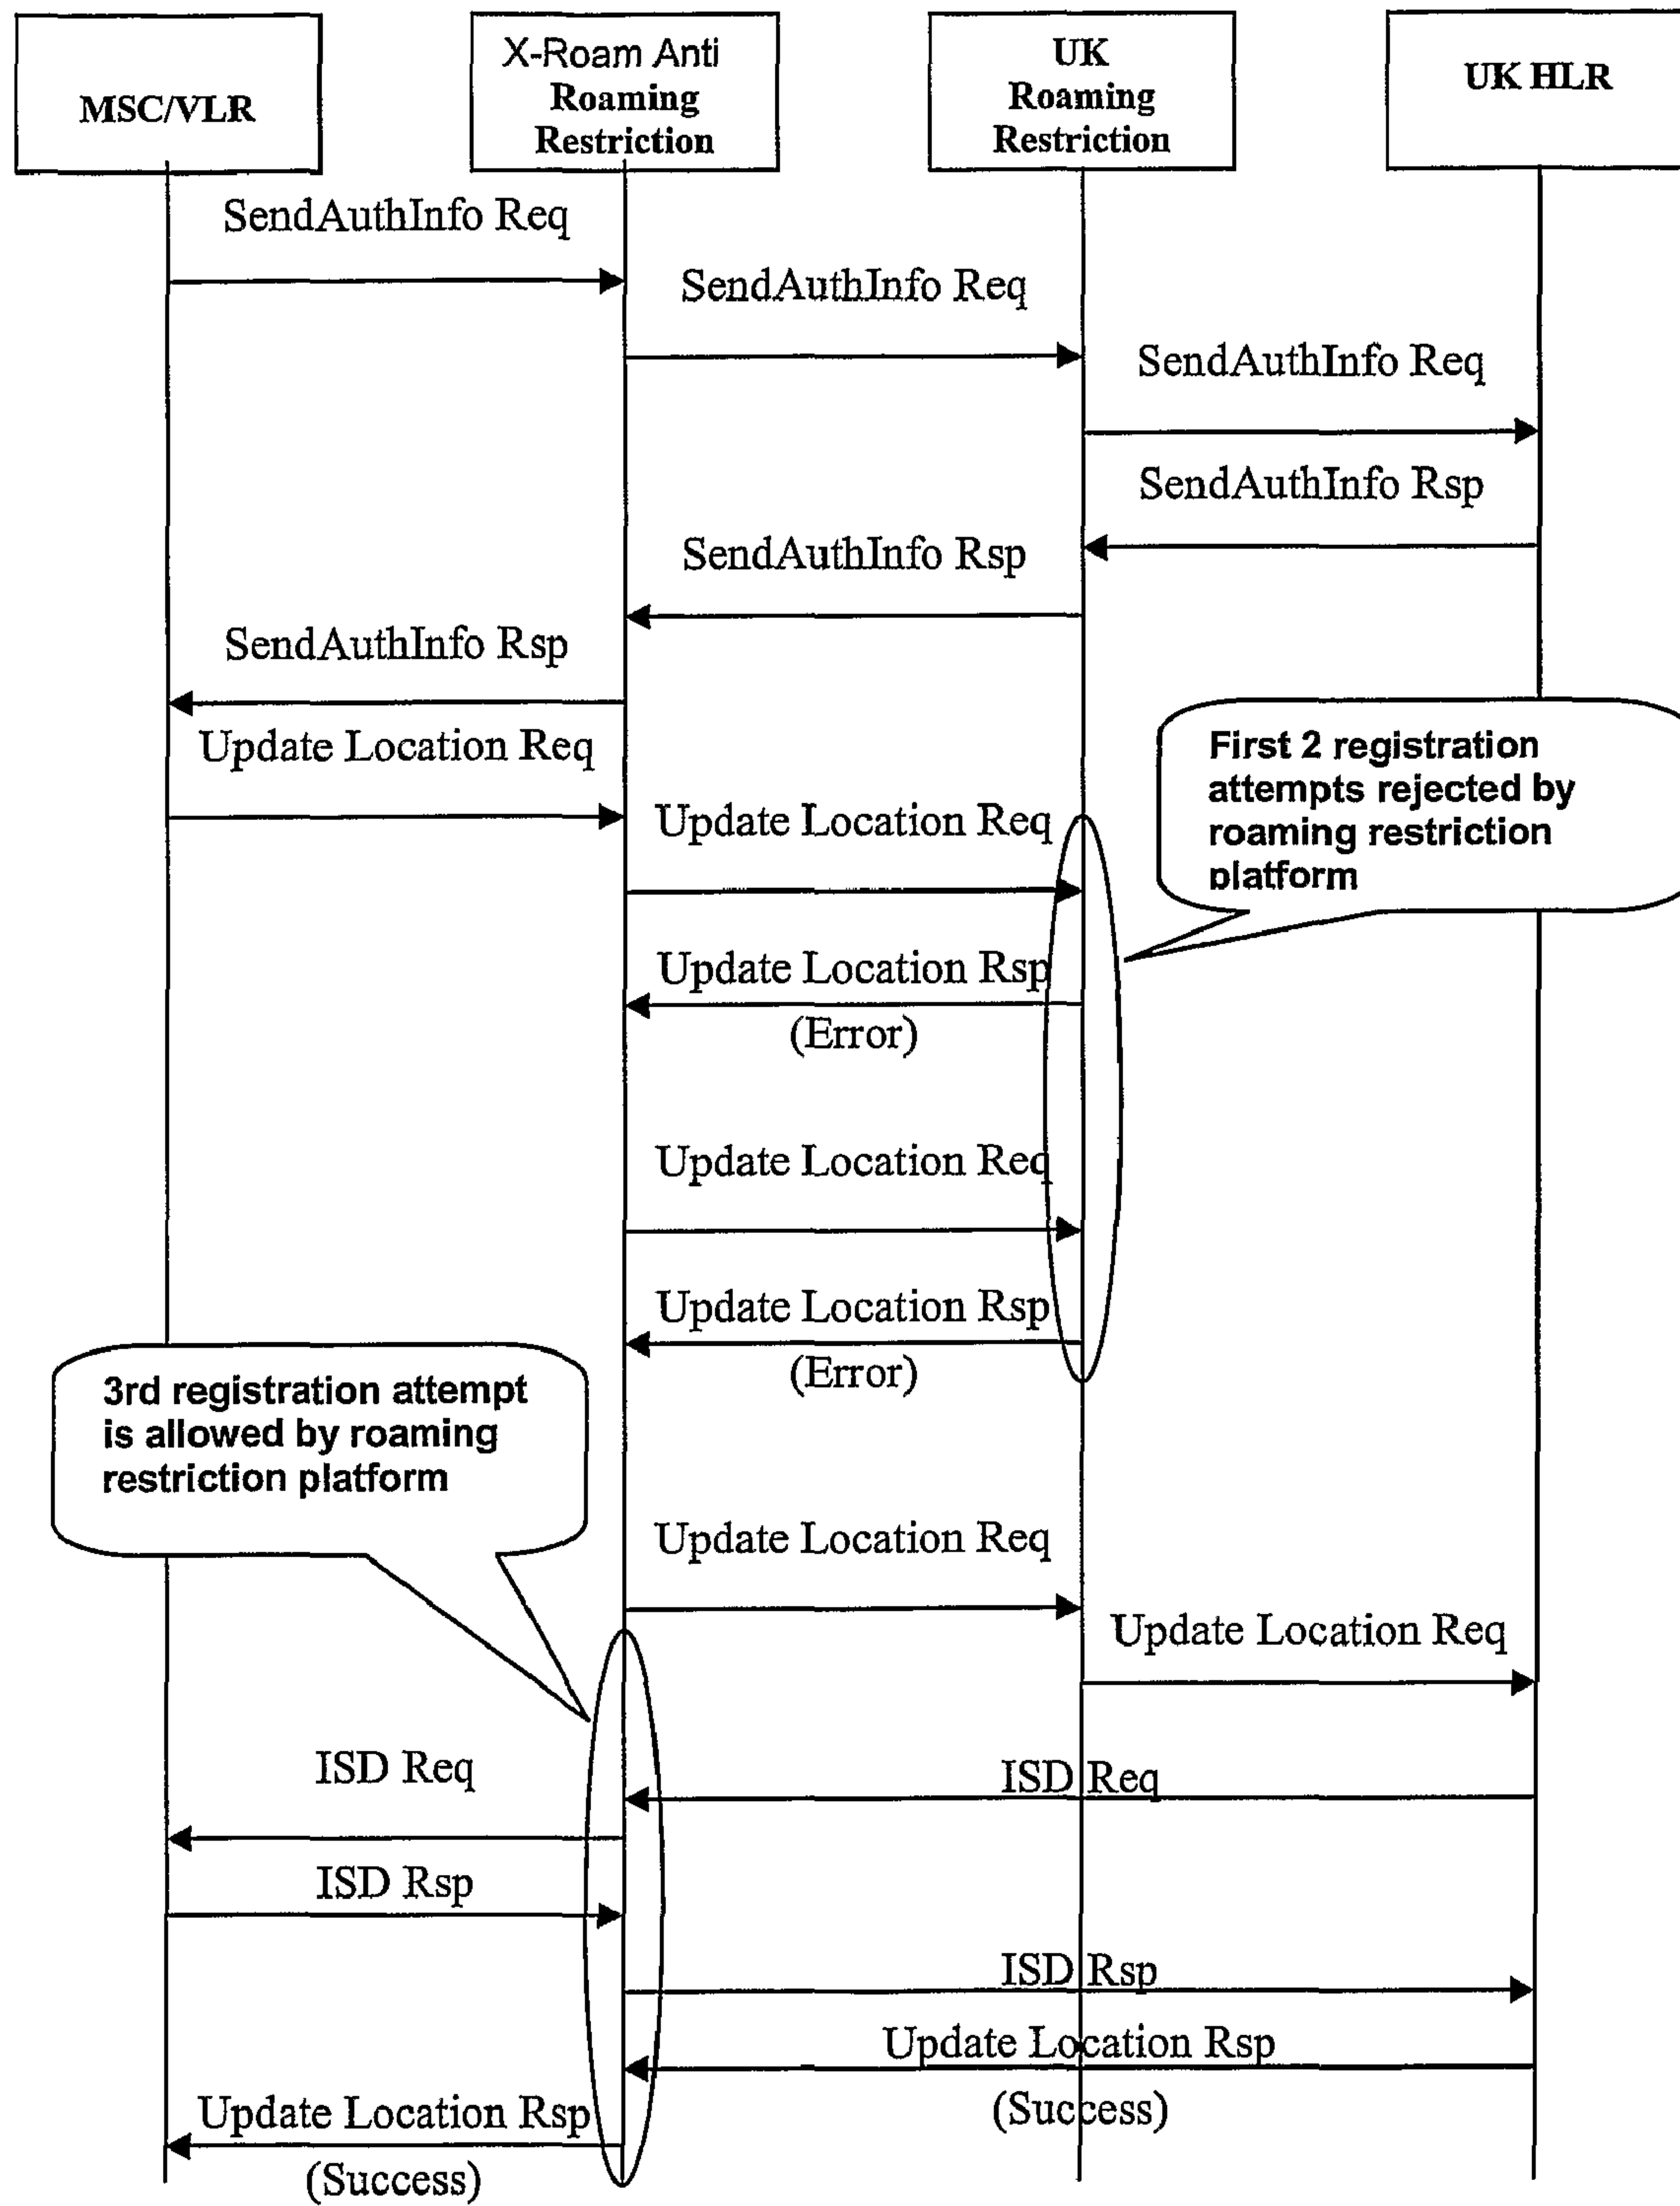 MSC/VLR
X-Roam Anti
Roaming
Restriction
UK
Roaming
Restriction
UK HLR
SendAuthInfo Req
SendAuthInfo Req
SendAuthInfo Req
SendAuthInfo Rsp
SendAuthInfo Rsp
SendAuthInfo Rsp
Update Location Req
First 2 registration
attempts rejected by
roaming restriction
platform
Update Location Req
Update Location Rsp
(Error)
Update Location Req
Update Location Rsp
(Error)
3rd registration attempt
is allowed by roaming
restriction platform
Update Location Req
Update Location Req
ISD Req
ISD Req
ISD Rsp
ISD Rsp
Update Location Rsp
(Success)
Update Location Rsp
(Success)